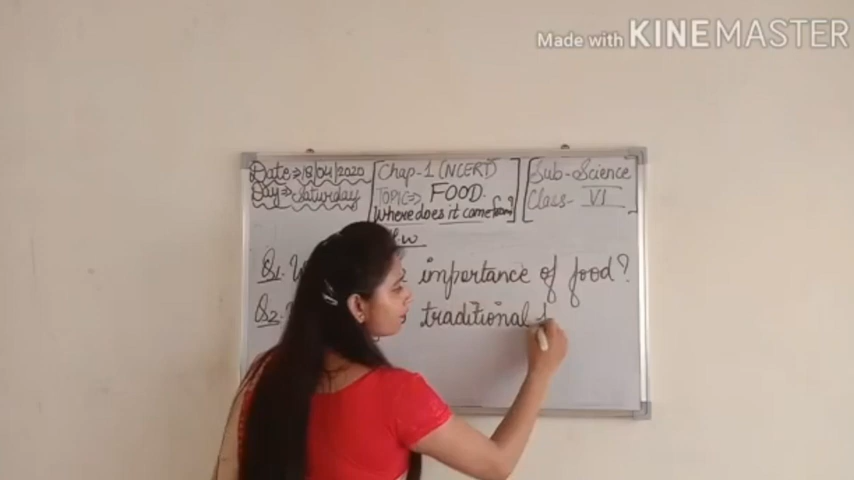 Made with KINEMASTER
Date⇒18/04/2020
Day⇒Saturday
Chap-1 (NCERT)
TOPIC⇒ FOOD.
Where does it come from?
Sub-Science
Class- VI
H.w
Q1. importance of food?
Q2. traditional f